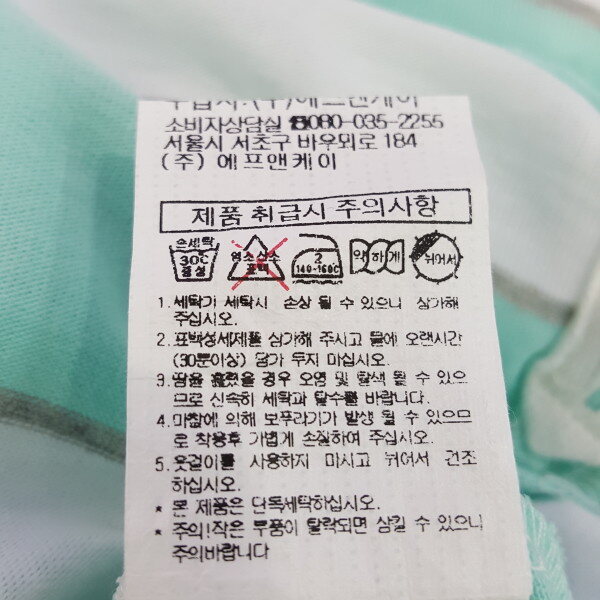 수입자:(주)에프앤케이
소비자상담실 ☎080-035-2255
서울시 서초구 바우뫼로 184
(주) 에프앤케이
제품 취급시 주의사항
손세탁
30℃
중성
염소산소
표백
2
140-160℃
약하게
뉘어서
1. 세탁기 세탁시 손상 될 수 있으니 삼가해
주십시오.
2. 표백성세제품 삼가해 주시고 물에 오랜시간
(30분이상) 담가 두지 마십시오.
3. 땀을 흘렸을 경우 오염 및 탈색 될 수 있으
므로 신속히 세탁과 탈수를 바랍니다.
4. 마찰에 의해 보푸라기가 발생 될 수 있으므
로 착용후 가볍게 손질하여 주십시오.
5. 옷걸이를 사용하지 마시고 뉘어서 건조
하십시오.
* 본 제품은 단독세탁하십시오.
* 주의!작은 부품이 탈락되면 삼킬 수 있으니
주의바랍니다